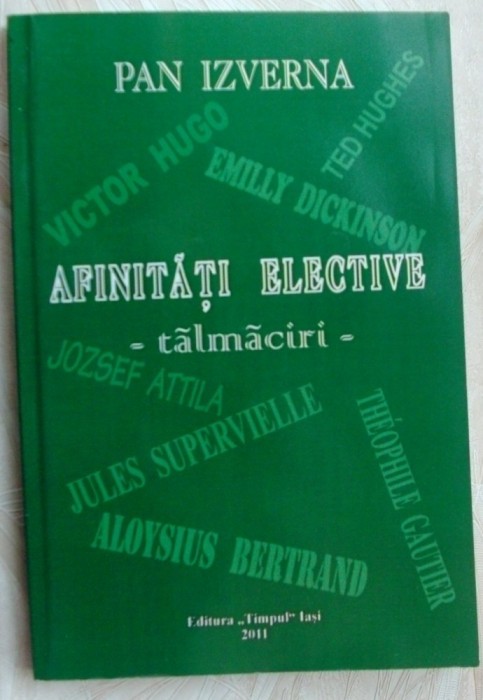 PAN IZVERNA
TED HUGHES
VICTOR HUGO
EMILLY DICKINSON
AFINITĂȚI ELECTIVE
- tãlmãciri -
JOZSEF ATTILA
JULES SUPERVIELLE
THÉOPHILE GAUTIER
ALOYSIUS BERTRAND
Editura „Timpul" Iași
2011